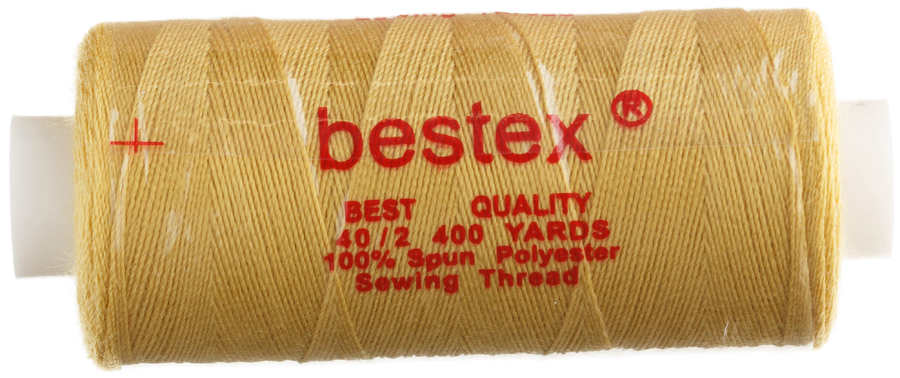 bestex ®
BEST QUALITY
40/2 400 YARDS
100% Spun Polyester
Sewing Thread